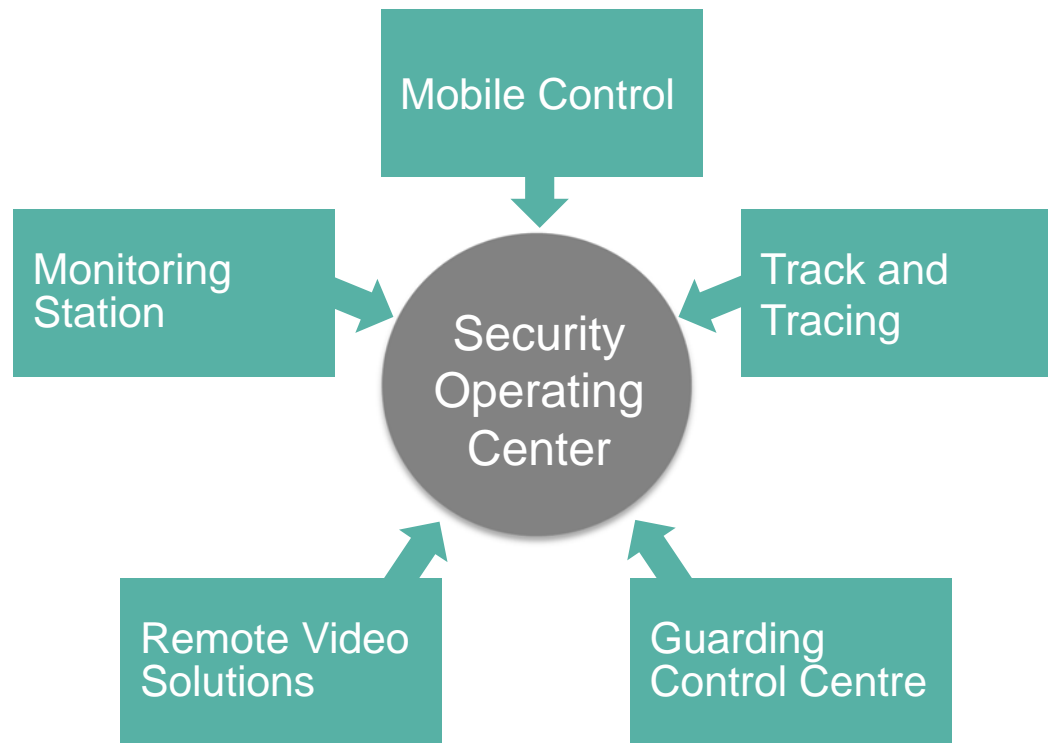 Mobile Control
Monitoring
Station
Track and
Tracing
Security
Operating
Center
Remote Video
Solutions
Guarding
Control Centre